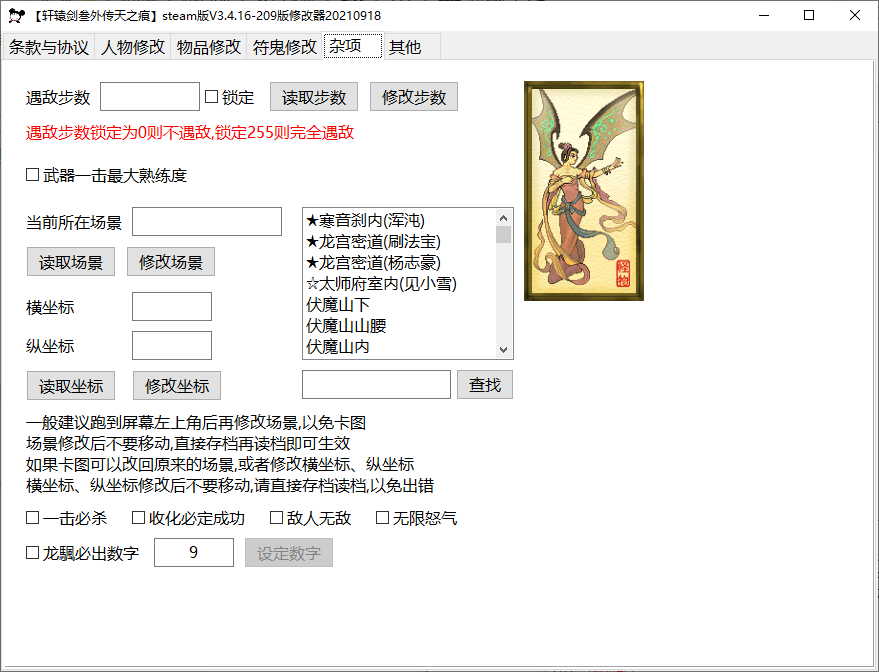 【轩辕剑叁外传天之痕】steam版V3.4.16-209版修改器20210918
条款与协议 人物修改 物品修改 符鬼修改 杂项 其他
遇敌步数 锁定 读取步数 修改步数
遇敌步数锁定为0则不遇敌,锁定255则完全遇敌
武器一击最大熟练度
当前所在场景
读取场景 修改场景
横坐标
纵坐标
读取坐标 修改坐标
★寒音刹内(浑沌)
★龙宫密道(刷法宝)
★龙宫密道(杨志豪)
☆太师府室内(见小雪)
伏魔山下
伏魔山山腰
伏魔山内
查找
一般建议跑到屏幕左上角后再修改场景,以免卡图
场景修改后不要移动,直接存档再读档即可生效
如果卡图可以改回原来的场景,或者修改横坐标、纵坐标
横坐标、纵坐标修改后不要移动,请直接存档读档,以免出错
一击必杀 收化必定成功 敌人无敌 无限怒气
龙飁必出数字 9 设定数字